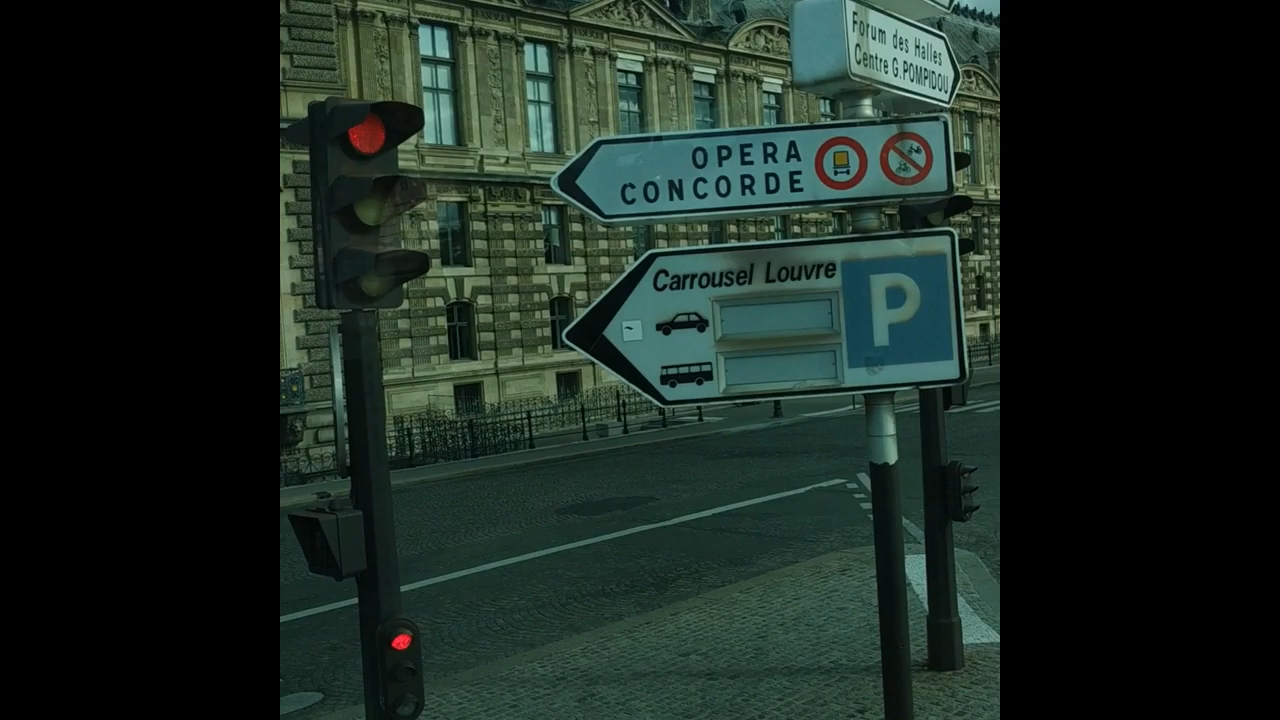 Forum des Halles
Centre G.POMPIDOU
OPERA
CONCORDE
Carrousel Louvre
P